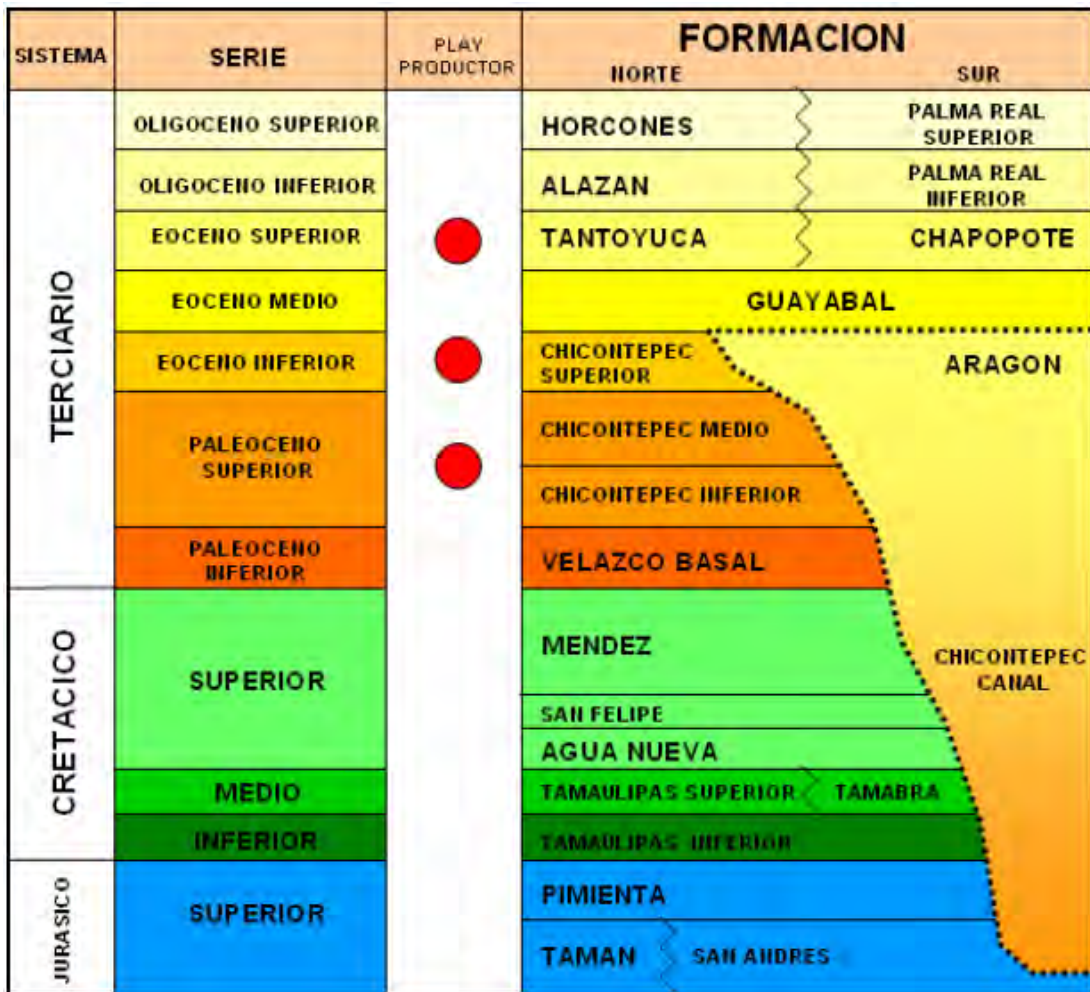 SISTEMA
SERIE
PLAY
PRODUCTOR
FORMACION
NORTE
SUR
TERCIARIO
OLIGOCENO SUPERIOR
HORCONES
PALMA REAL
SUPERIOR
OLIGOCENO INFERIOR
ALAZAN
PALMA REAL
INFERIOR
EOCENO SUPERIOR
TANTOYUCA
CHAPOPOTE
EOCENO MEDIO
GUAYABAL
EOCENO INFERIOR
CHICONTEPEC
SUPERIOR
ARAGON
PALEOCENO
SUPERIOR
CHICONTEPEC MEDIO
CHICONTEPEC INFERIOR
PALEOCENO
INFERIOR
VELAZCO BASAL
CRETACICO
SUPERIOR
MENDEZ
CHICONTEPEC
CANAL
SAN FELIPE
AGUA NUEVA
MEDIO
TAMAULIPAS SUPERIOR
TAMABRA
INFERIOR
TAMAULIPAS INFERIOR
JURASICO
SUPERIOR
PIMIENTA
TAMAN
SAN ANDRES